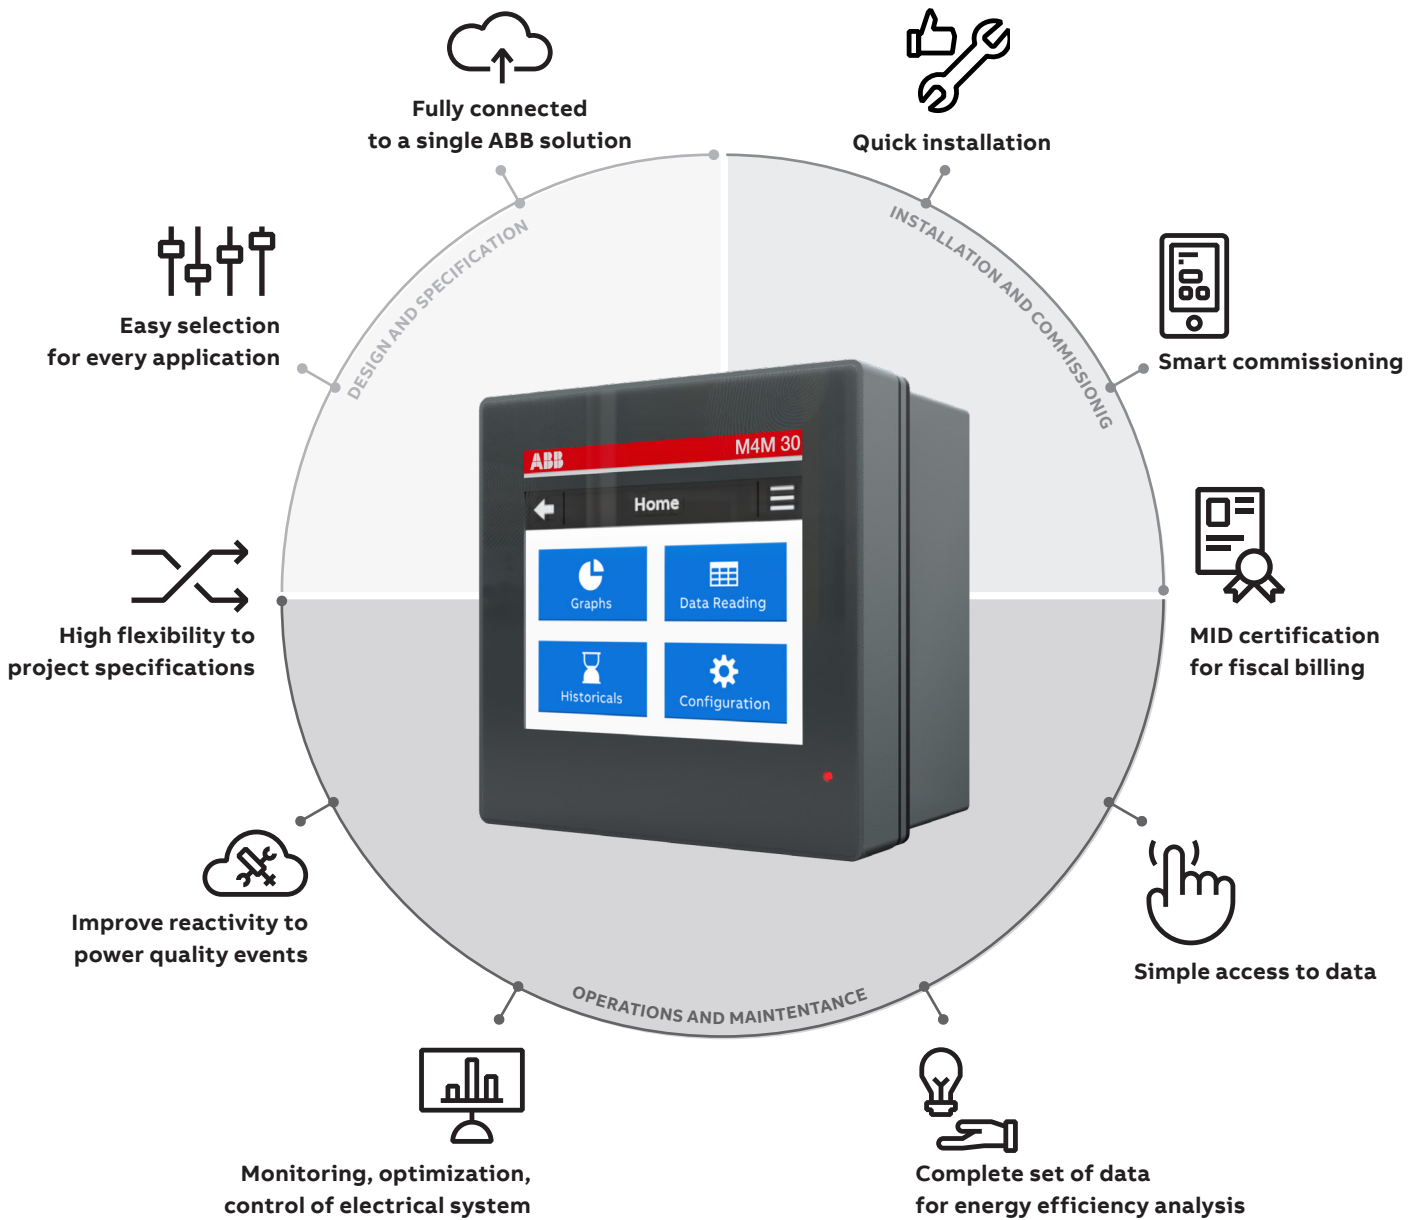 Fully connected
to a single ABB solution
Quick installation
DESIGN AND SPECIFICATION
INSTALLATION AND COMMISSIONIG
Easy selection
for every application
Smart commissioning
ABB
M4M 30
Home
Graphs
Data Reading
Historicals
Configuration
High flexibility to
project specifications
MID certification
for fiscal billing
Improve reactivity to
power quality events
Simple access to data
OPERATIONS AND MAINTENTANCE
Monitoring, optimization,
control of electrical system
Complete set of data
for energy efficiency analysis